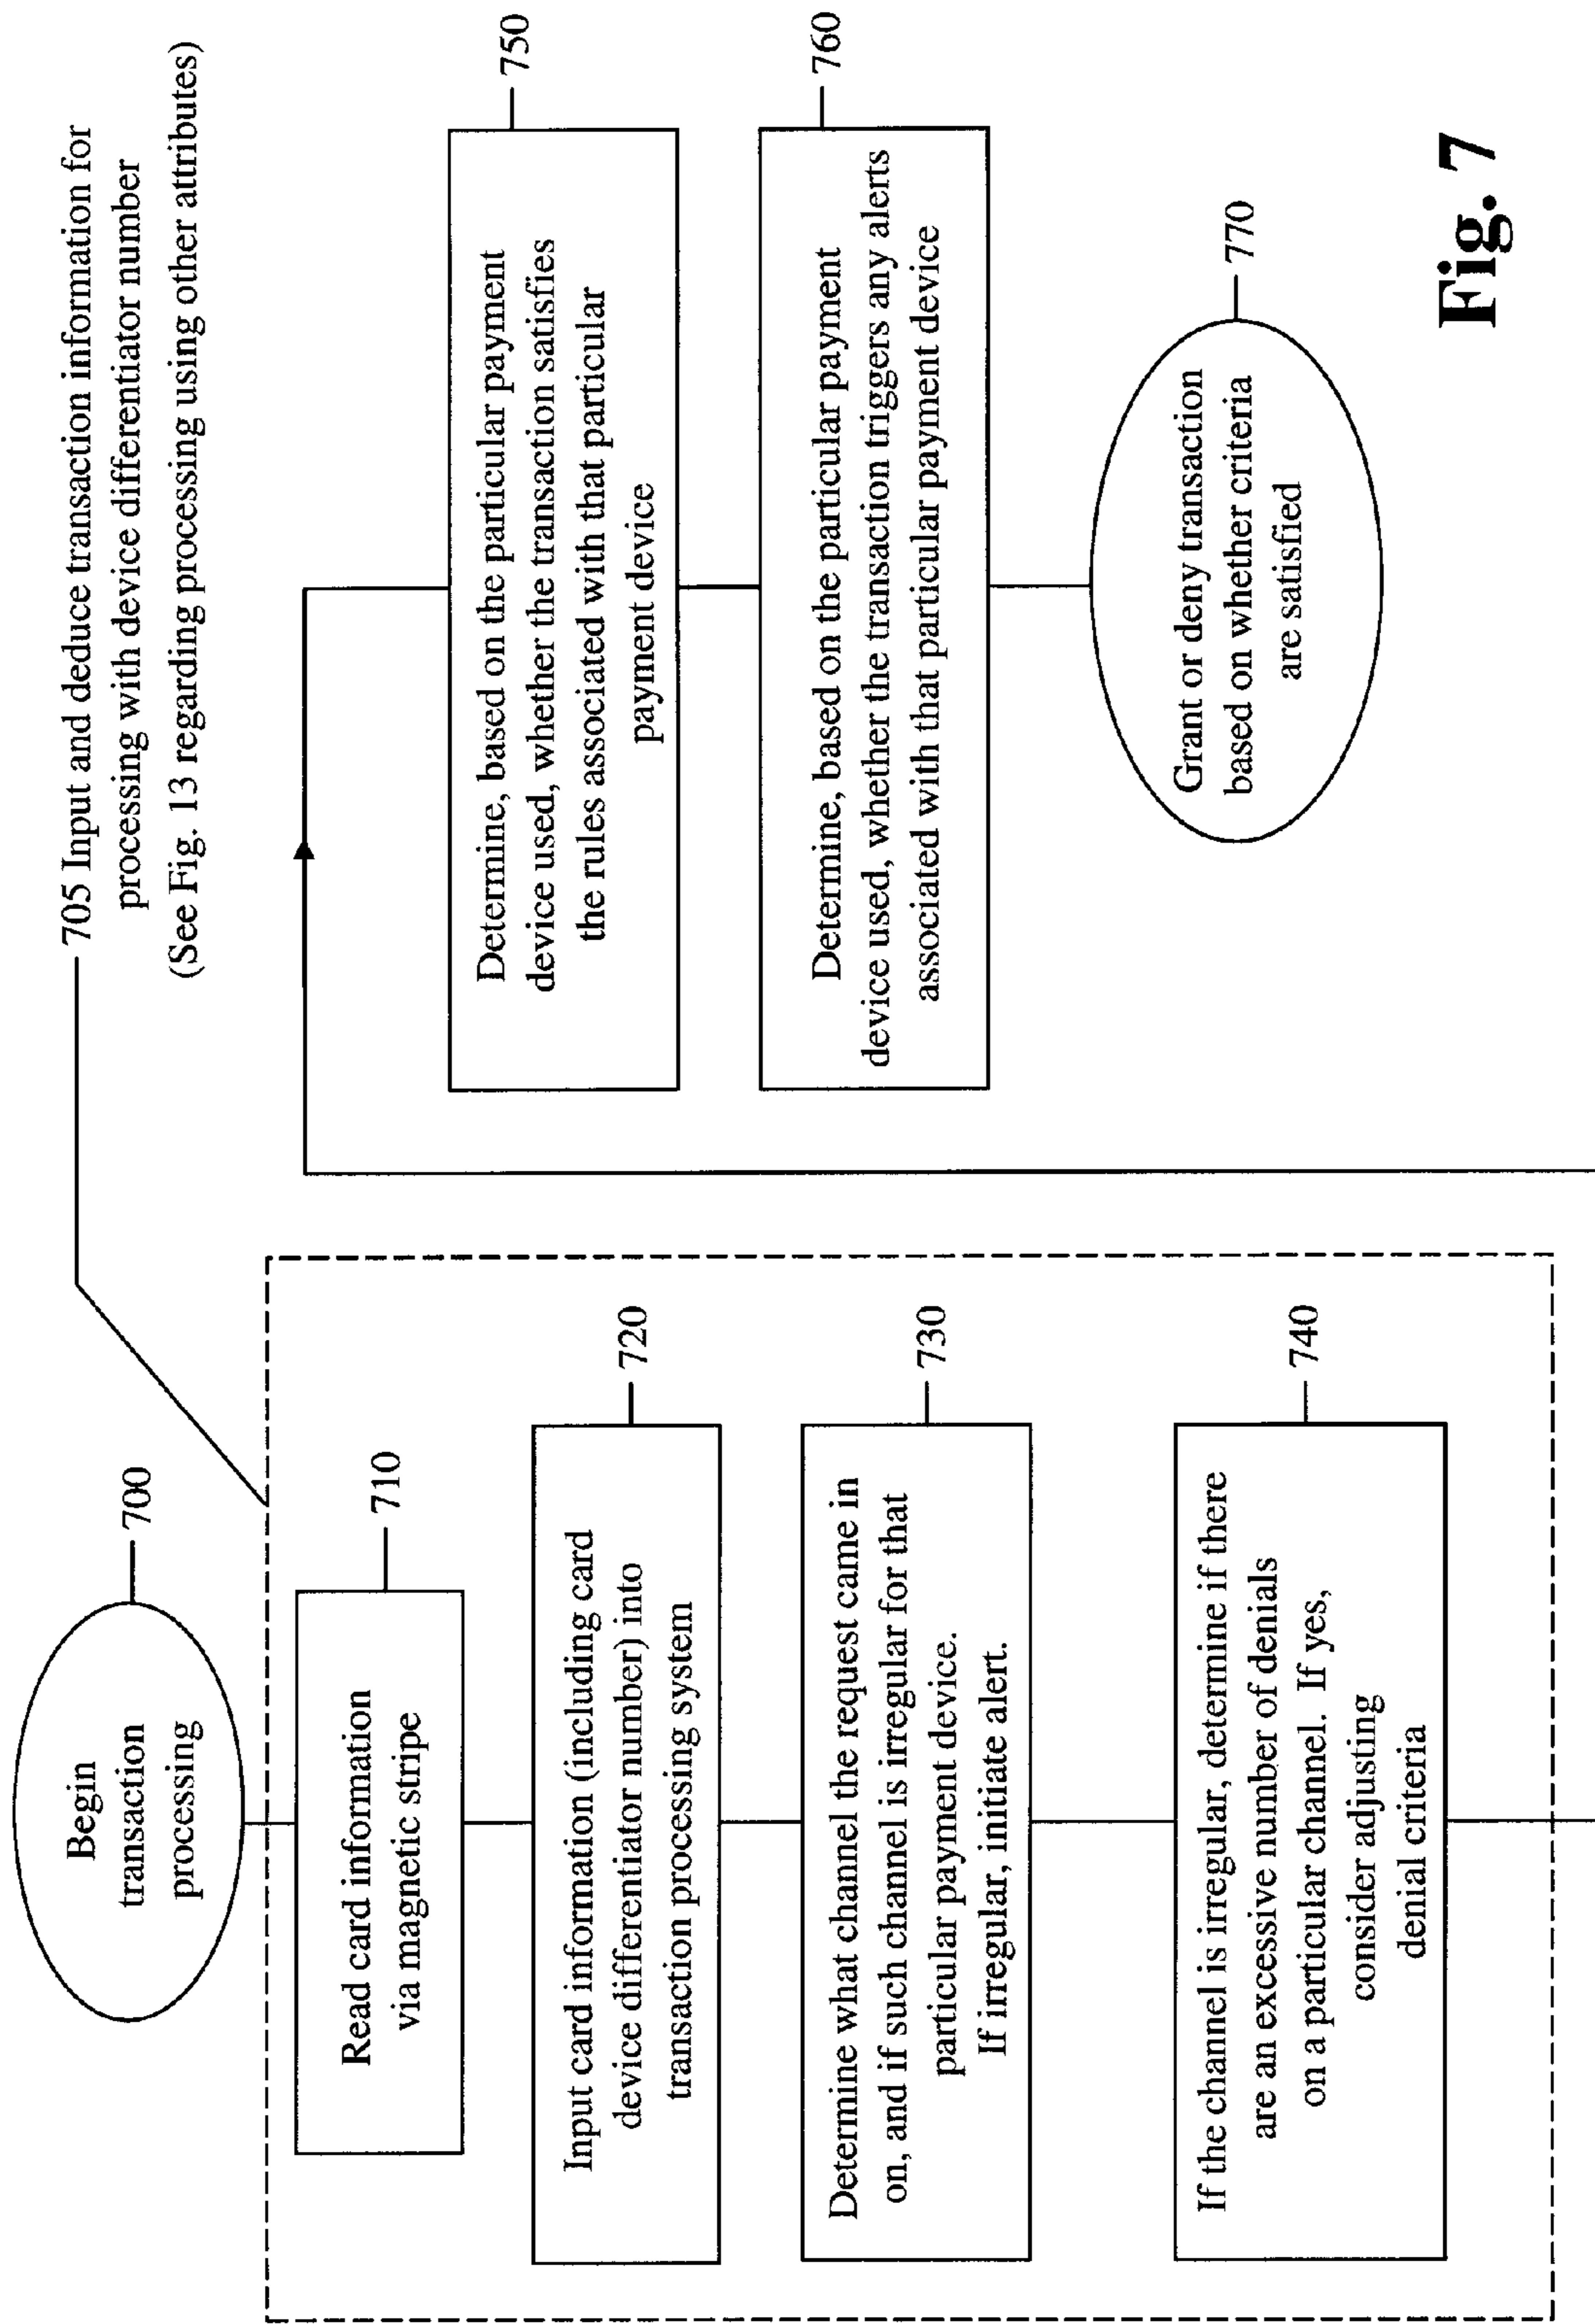 Begin
transaction
processing
700
705 Input and deduce transaction information for
processing with device differentiator number
(See Fig. 13 regarding processing using other attributes)
Read card information
via magnetic stripe
710
Input card information (including card
device differentiator number) into
transaction processing system
720
Determine what channel the request came in
on, and if such channel is irregular for that
particular payment device.
If irregular, initiate alert.
730
If the channel is irregular, determine if there
are an excessive number of denials
on a particular channel. If yes,
consider adjusting
denial criteria
740
Determine, based on the particular payment
device used, whether the transaction satisfies
the rules associated with that particular
payment device
750
Determine, based on the particular payment
device used, whether the transaction triggers any alerts
associated with that particular payment device
760
Grant or deny transaction
based on whether criteria
are satisfied
770
Fig. 7